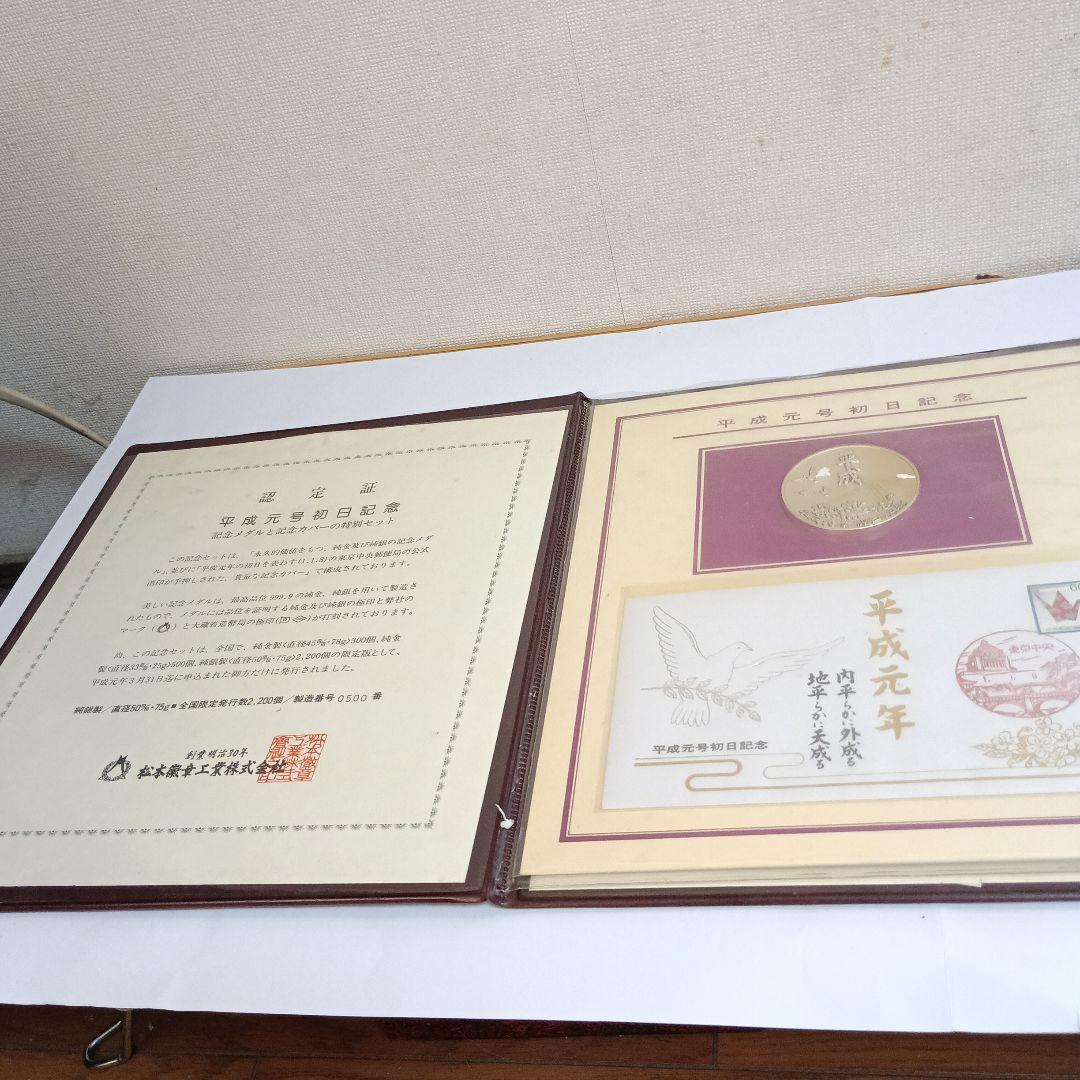 認定証
平成元号初日記念
記念メダルと記念カバーの特別セット
この記念セットは、「永久的価値をもつ、純金及び純銀の記念メダ
ル」並びに「平成元年の初日を表わす(1.1.8)の東京中央郵便局の公式
消印が手押しされた、貴重な記念カバー」で構成されております。
美しい記念メダルは、最高品位999.9の純金、純銀を用いて製造さ
れたもので、メダルには品位を証明する純金及び純銀の極印と弊社の
マーク()と大蔵省造幣局の極印()が打刻されております。
尚、この記念セットは、全国で、純金製<直径45㎜・78g>300個、純金
製<直径33㎜・25g>500個、純銀製<直径50㎜・75g>2,200個の限定版として、
平成元年3月31日迄に申込まれた御方だけに発行されました。
純銀製/直径50㎜・75g■全国限定発行数2,200個/製造番号0500番
創業明治30年
松本徽章工業株式会社
平成元号初日記念
平成
60
平成元年
東京中央
1.1.8
内平らかに外成る
地平らかに天成る
平成元号初日記念